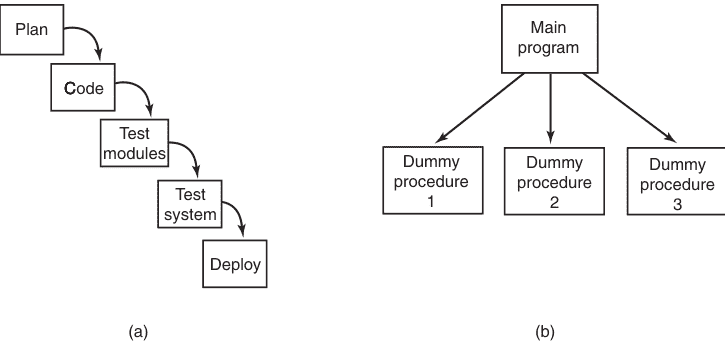 Plan
Code
Test
modules
Test
system
Deploy
(a)
Main
program
Dummy
procedure
1
Dummy
procedure
2
Dummy
procedure
3
(b)